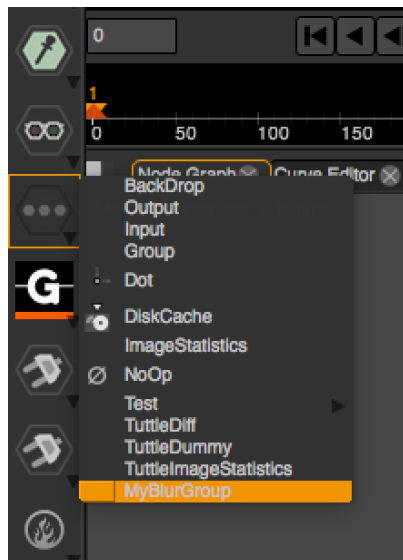 0
1
0 50 100 150
Node Graph Curve Editor
BackDrop
Output
Input
Group
Dot
DiskCache
ImageStatistics
NoOp
Test
TuttleDiff
TuttleDummy
TuttleImageStatistics
MyBlurGroup
G